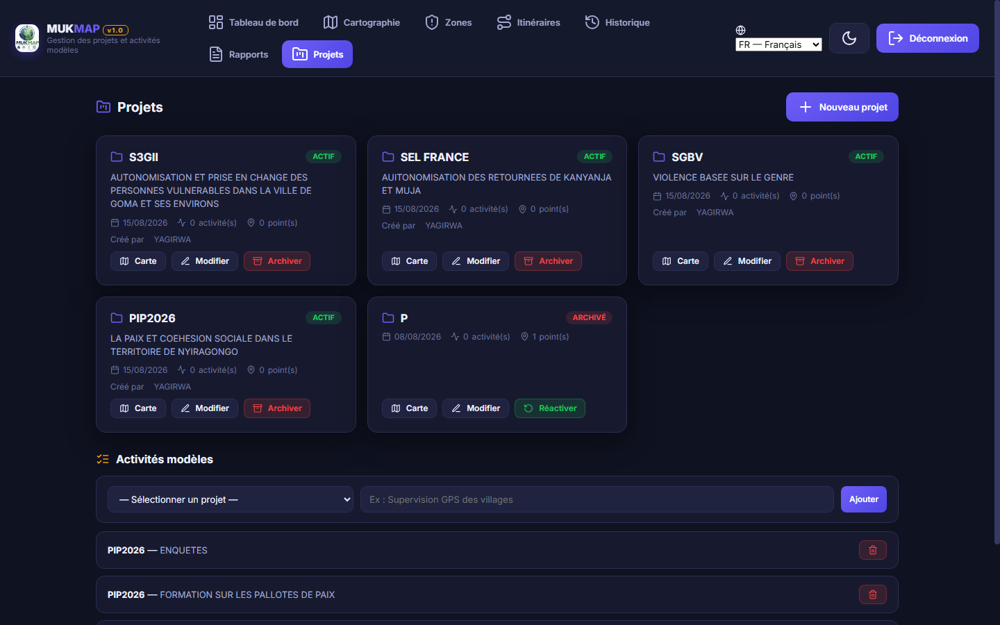 MUKMAP v1.0
Gestion des projets et activités
modèles
Tableau de bord
Cartographie
Zones
Itinéraires
Historique
Rapports
Projets
FR — Français
Déconnexion
Projets
Nouveau projet
S3GII
ACTIF
AUTONOMISATION ET PRISE EN CHANGE DES
PERSONNES VULNERABLES DANS LA VILLE DE
GOMA ET SES ENVIRONS
15/08/2026 0 activité(s) 0 point(s)
Créé par YAGIRWA
Carte Modifier Archiver
SEL FRANCE
ACTIF
AUITONOMISATION DES RETOURNEES DE KANYANJA
ET MUJA
15/08/2026 0 activité(s) 0 point(s)
Créé par YAGIRWA
Carte Modifier Archiver
SGBV
ACTIF
VIOLENCE BASEE SUR LE GENRE
15/08/2026 0 activité(s) 0 point(s)
Créé par YAGIRWA
Carte Modifier Archiver
PIP2026
ACTIF
LA PAIX ET COEHESION SOCIALE DANS LE
TERRITOIRE DE NYIRAGONGO
15/08/2026 0 activité(s) 0 point(s)
Créé par YAGIRWA
Carte Modifier Archiver
P
ARCHIVÉ
08/08/2026 0 activité(s) 1 point(s)
Carte Modifier Réactiver
Activités modèles
— Sélectionner un projet —
Ex : Supervision GPS des villages
Ajouter
PIP2026 — ENQUETES
PIP2026 — FORMATION SUR LES PALLOTES DE PAIX